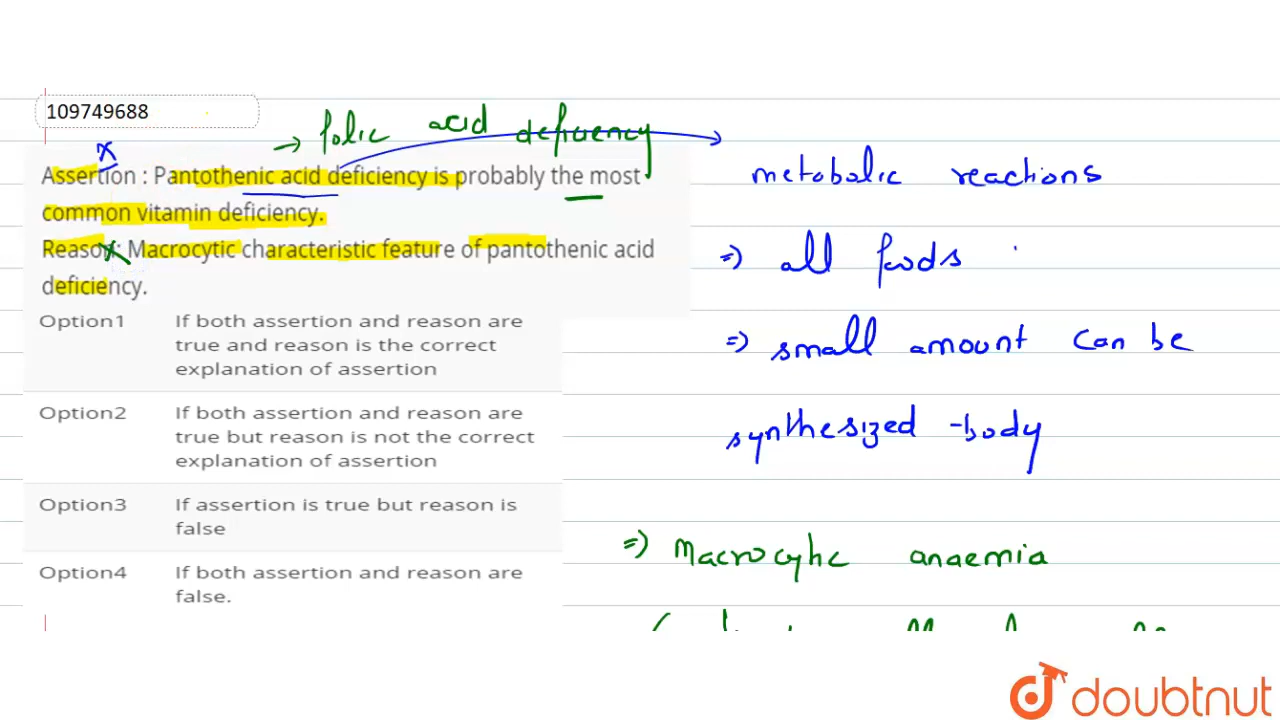 109749688
→ folic acid deficiency
x
Assertion : Pantothenic acid deficiency is probably the most
common vitamin deficiency.
Reason : Macrocytic characteristic feature of pantothenic acid
deficiency.
Option1 If both assertion and reason are
true and reason is the correct
explanation of assertion
Option2 If both assertion and reason are
true but reason is not the correct
explanation of assertion
Option3 If assertion is true but reason is
false
Option4 If both assertion and reason are
false.
metabolic reactions
⇒ all foods
⇒ small amount can be
synthesized body
⇒ Macrocytic anaemia
doubtnut